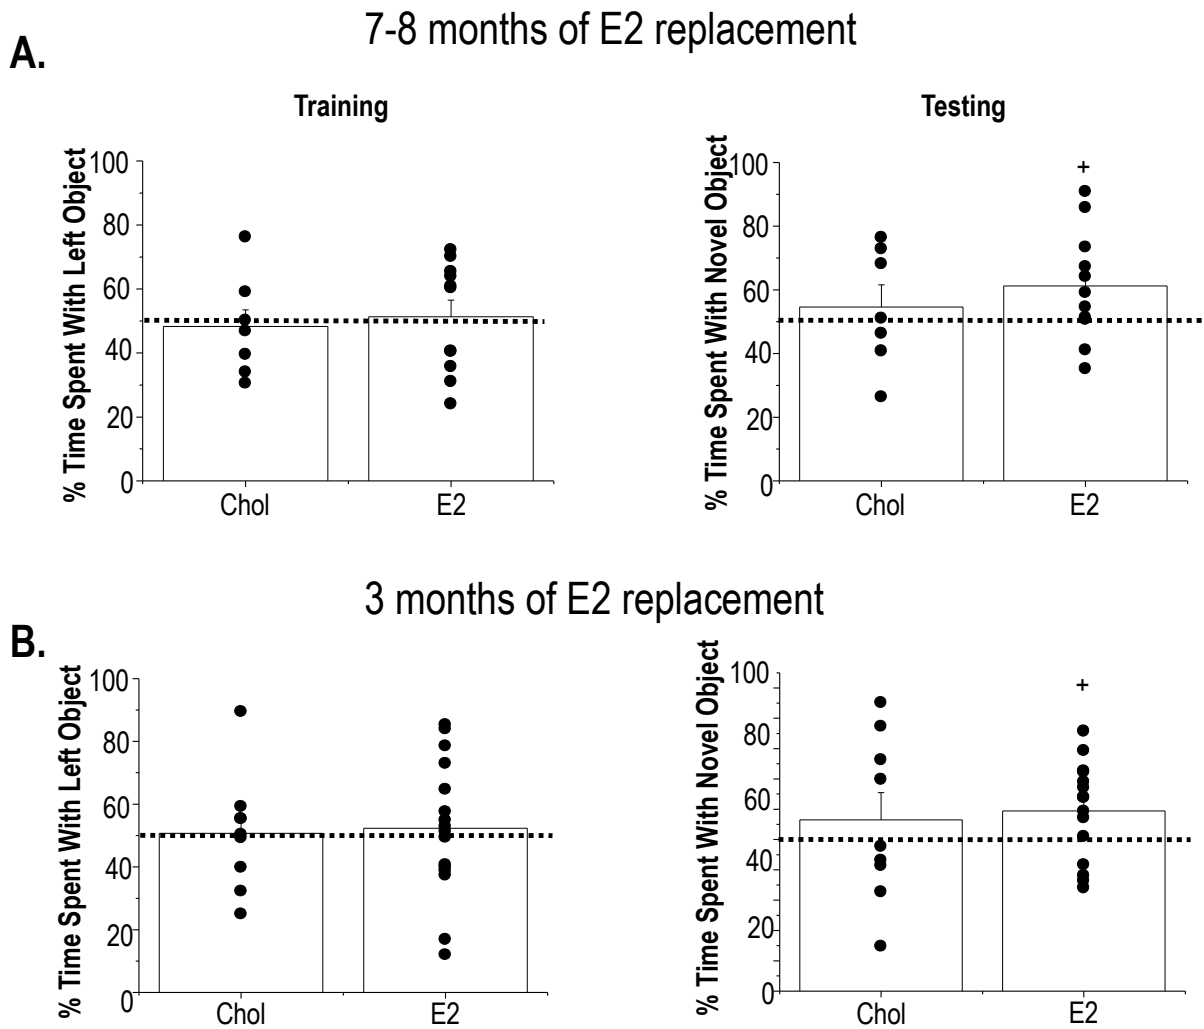 7-8 months of E2 replacement
A.
Training
% Time Spent With Left Object
100
80
60
40
20
0
Chol E2
Testing
% Time Spent With Novel Object
100
80
60
40
20
0
+
Chol E2
3 months of E2 replacement
B.
% Time Spent With Left Object
100
80
60
40
20
0
Chol E2
% Time Spent With Novel Object
100
80
60
40
20
0
+
Chol E2